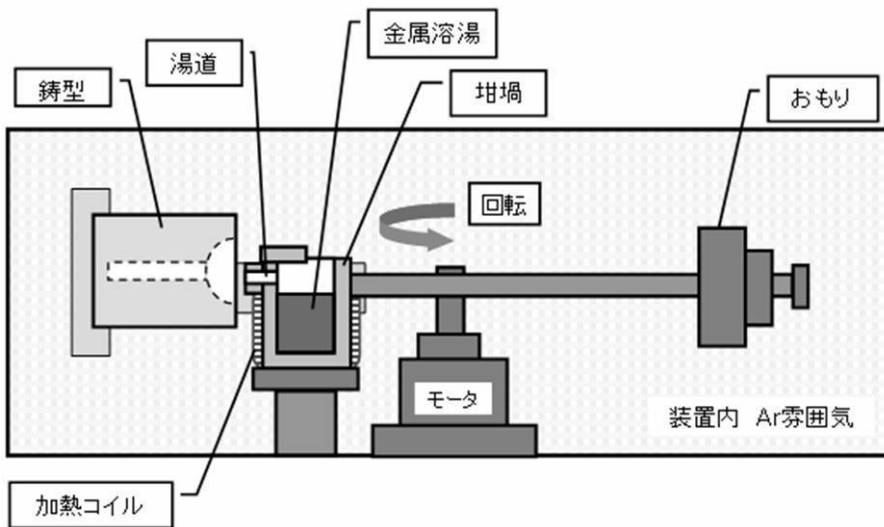 金属溶湯
湯道
鋳型
坩堝
おもり
回転
モータ
装置内 Ar雰囲気
加熱コイル